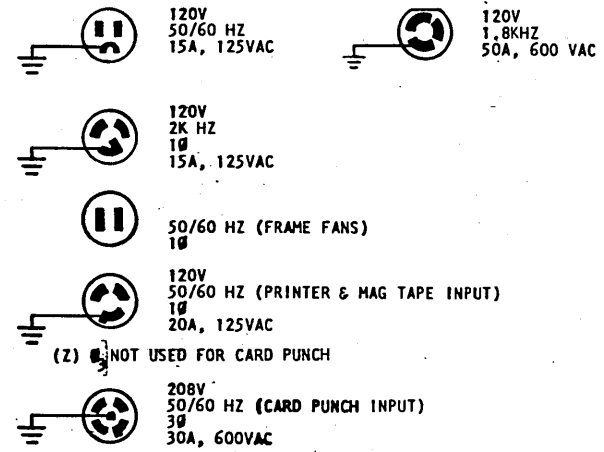 120V
50/60 HZ
15A, 125VAC
120V
1.8KHZ
50A, 600 VAC
120V
2K HZ
1Ø
15A, 125VAC
50/60 HZ (FRAME FANS)
1Ø
120V
50/60 HZ (PRINTER & MAG TAPE INPUT)
1Ø
20A, 125VAC
(Z) NOT USED FOR CARD PUNCH
208V
50/60 HZ (CARD PUNCH INPUT)
3Ø
30A, 600VAC